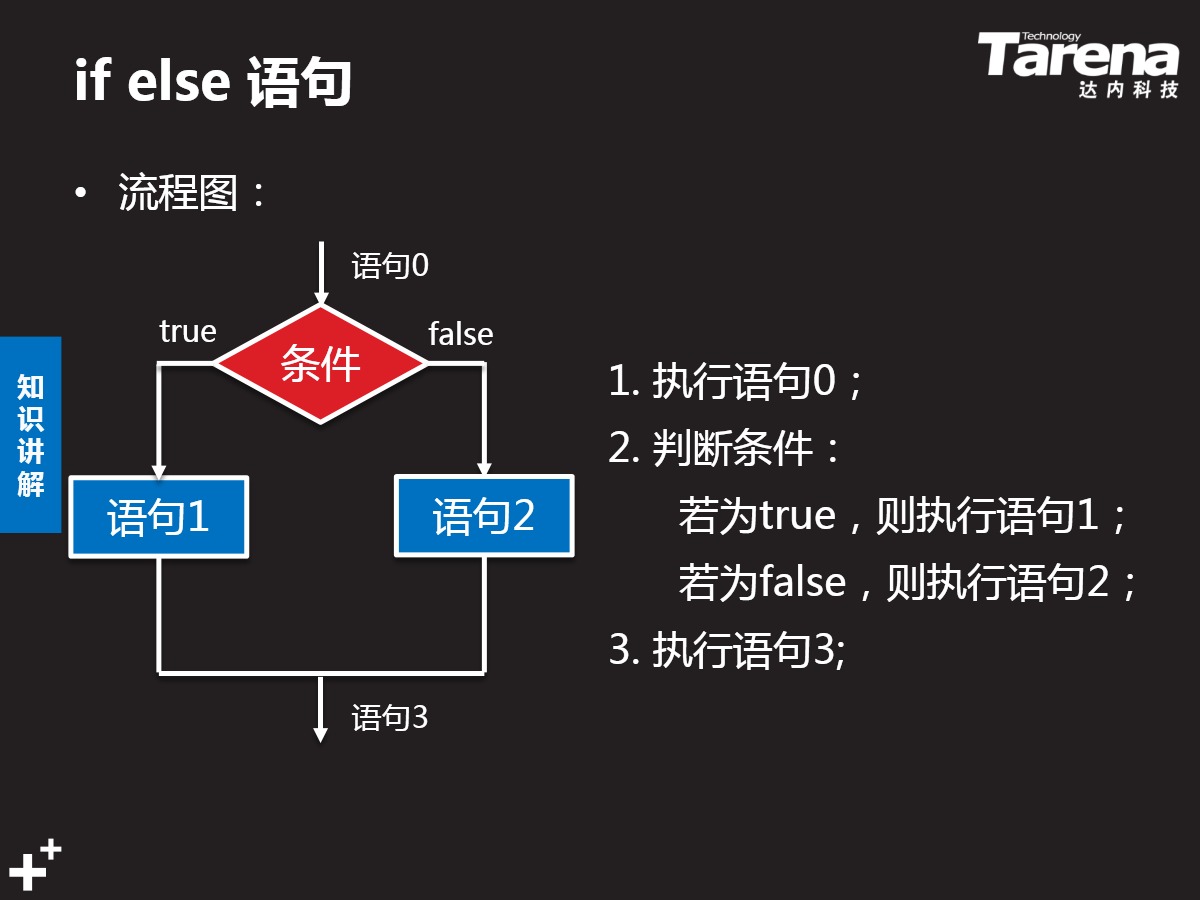 if else 语句
Technology
Tarena
达内科技
• 流程图：
语句0
true
false
条件
语句1
语句2
语句3
知识讲解
1. 执行语句0；
2. 判断条件：
若为true，则执行语句1；
若为false，则执行语句2；
3. 执行语句3;